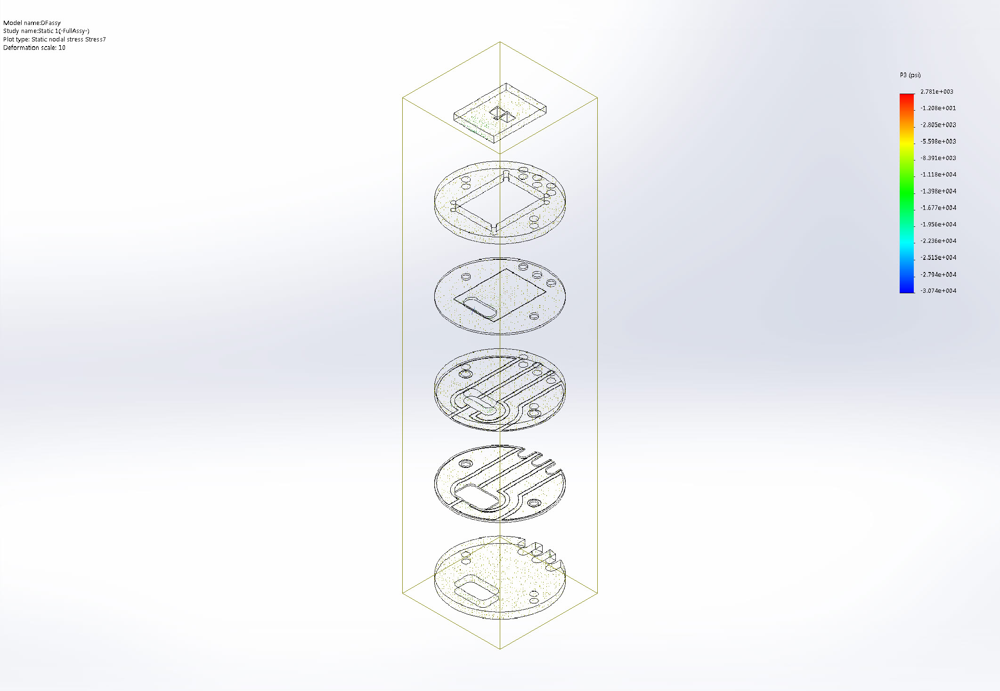 Model name:DFassy
Study name:Static 1(-FullAssy-)
Plot type: Static nodal stress Stress7
Deformation scale: 10
P3 (psi)
2.781e+003
-1.208e+001
-2.805e+003
-5.598e+003
-8.391e+003
-1.118e+004
-1.398e+004
-1.677e+004
-1.956e+004
-2.236e+004
-2.515e+004
-2.794e+004
-3.074e+004